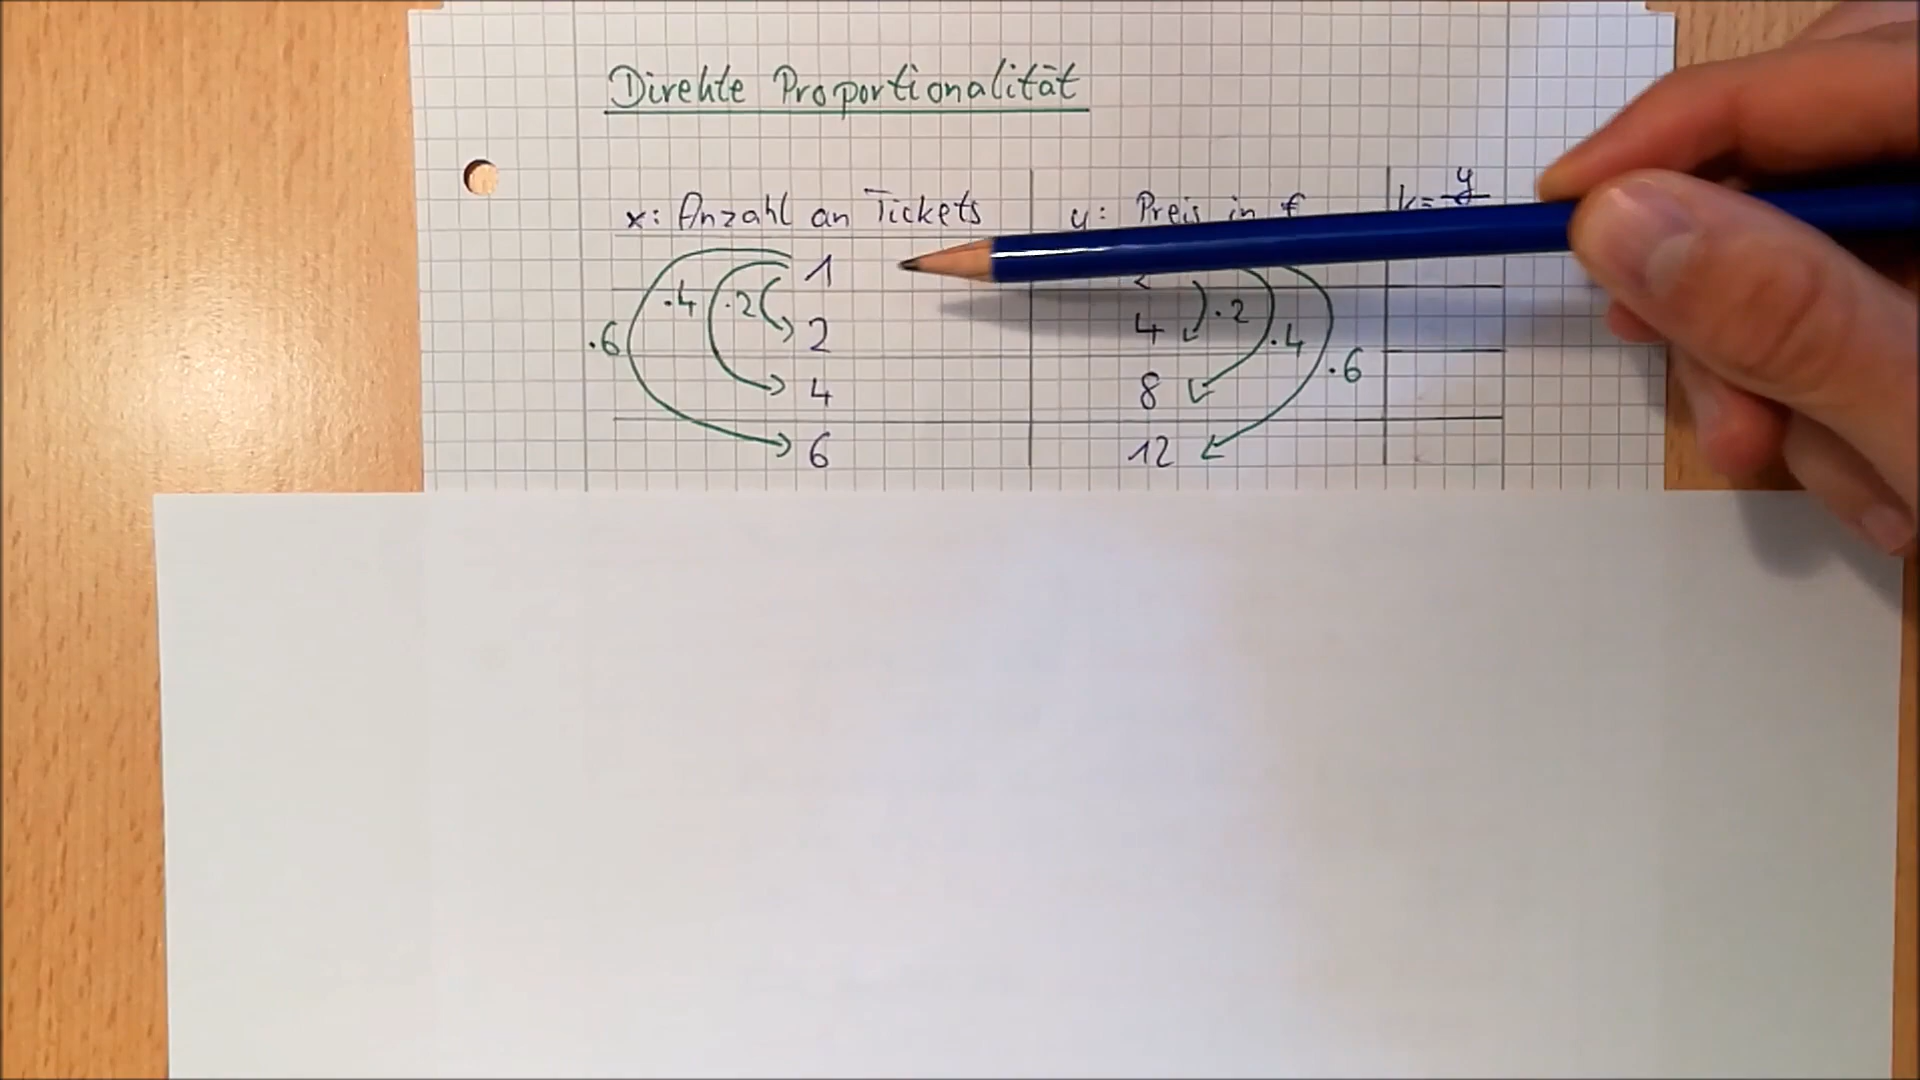 Direkte Proportionalität
x: Anzahl an Tickets y: Preis in € k = y
1
2 4
4 8
6 12
·6 ·4 ·2 ·2 ·4 ·6